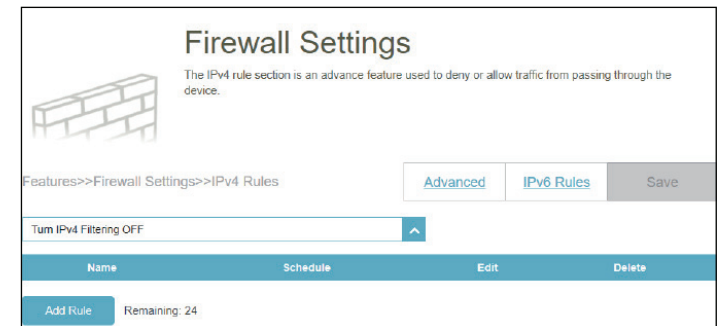 Firewall Settings
The IPv4 rule section is an advance feature used to deny or allow traffic from passing through the
device.
Features>>Firewall Settings>>IPv4 Rules
Advanced
IPv6 Rules
Save
Turn IPv4 Filtering OFF
Name
Schedule
Edit
Delete
Add Rule
Remaining: 24